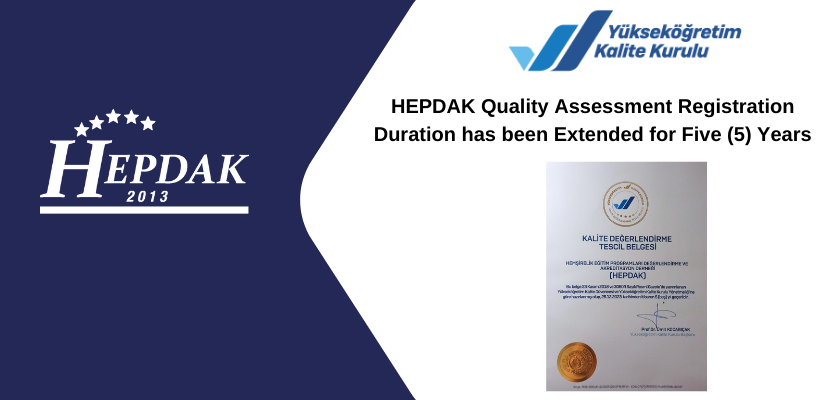 HEPDAK
2013
Yükseköğretim
Kalite Kurulu
HEPDAK Quality Assessment Registration
Duration has been Extended for Five (5) Years
KALİTE DEĞERLENDİRME
TESCİL BELGESİ
HEMŞİRELİK EĞİTİM PROGRAMLARI DEĞERLENDİRME VE
AKREDİTASYON DERNEĞİ
(HEPDAK)
Prof. Dr. Ümit KOCABIÇAK
Yükseköğretim Kalite Kurulu Başkanı